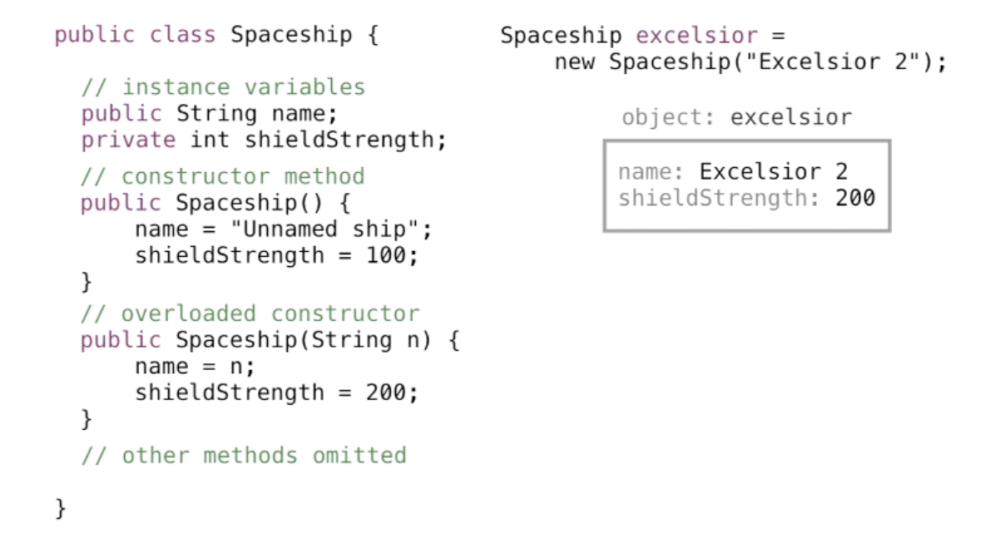 public class Spaceship {
// instance variables
public String name;
private int shieldStrength;
// constructor method
public Spaceship() {
name = "Unnamed ship";
shieldStrength = 100;
}
// overloaded constructor
public Spaceship(String n) {
name = n;
shieldStrength = 200;
}
// other methods omitted
}
Spaceship excelsior =
new Spaceship("Excelsior 2");
object: excelsior
name: Excelsior 2
shieldStrength: 200